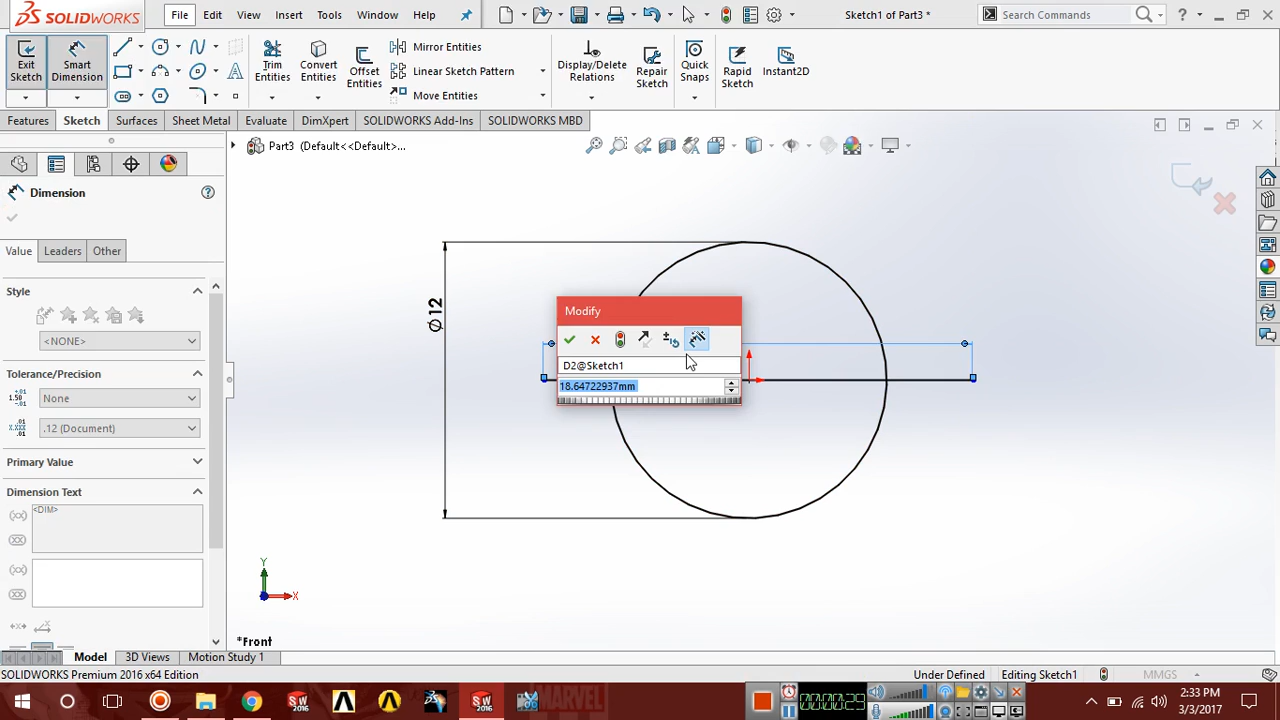 SOLIDWORKS
File Edit View Insert Tools Window Help
Sketch1 of Part3 *
Search Commands
?
Exit Sketch
Smart Dimension
Trim Entities
Convert Entities
Offset Entities
Mirror Entities
Linear Sketch Pattern
Move Entities
Display/Delete Relations
Repair Sketch
Quick Snaps
Rapid Sketch
Instant2D
Features Sketch Surfaces Sheet Metal Evaluate DimXpert SOLIDWORKS Add-Ins SOLIDWORKS MBD
Part3 (Default<<Default>...
Dimension
Value Leaders Other
Style
<NONE>
Tolerance/Precision
None
.12 (Document)
Primary Value
Dimension Text
<DIM>
Ø12
Modify
D2@Sketch1
18.64722937mm
Y
X
*Front
Model 3D Views Motion Study 1
SOLIDWORKS Premium 2016 x64 Edition
Under Defined Editing Sketch1 MMGS
00:00:29
2:33 PM
3/3/2017